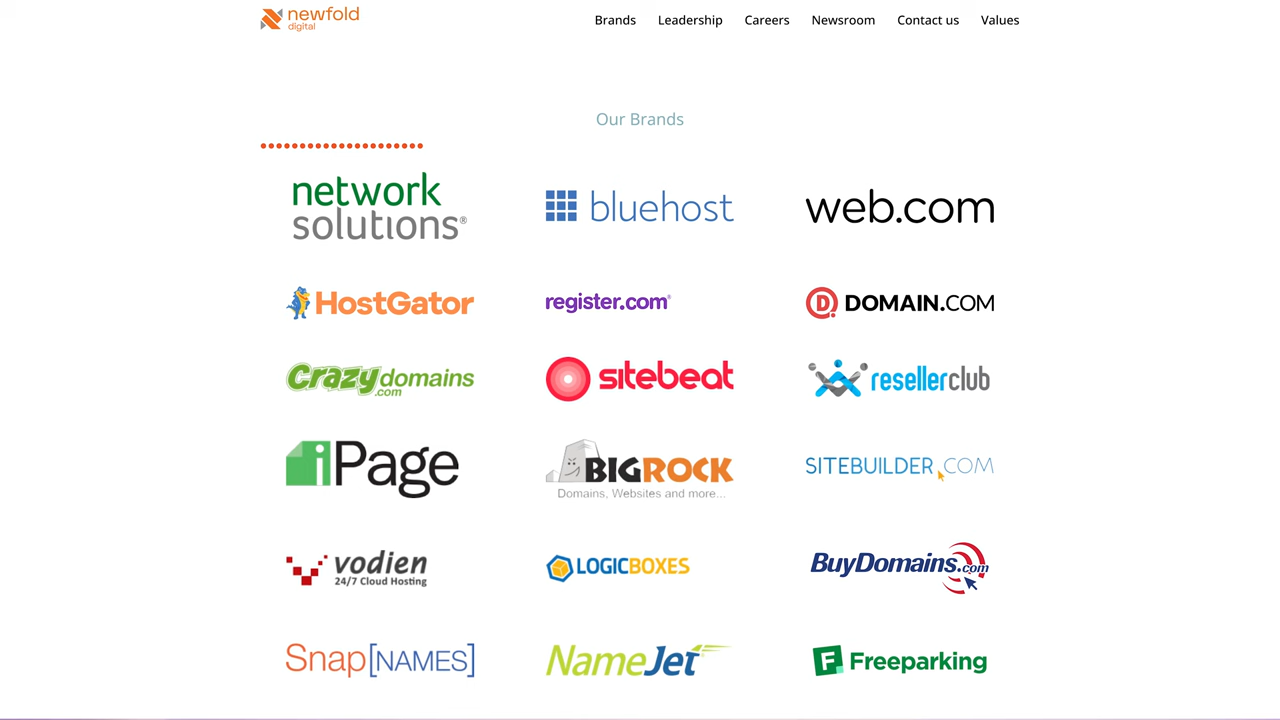 newfold
digital
Brands Leadership Careers Newsroom Contact us Values
Our Brands
network
solutions®
bluehost
web.com
HostGator
register.com®
D DOMAIN.COM
Crazydomains
.com
sitebeat
resellerclub
iPage
BIGROCK
Domains, Websites and more...
SITEBUILDER.COM
vodien
24/7 Cloud Hosting
LOGICBOXES
BuyDomains.com
Snap[NAMES]
NameJet
F Freeparking